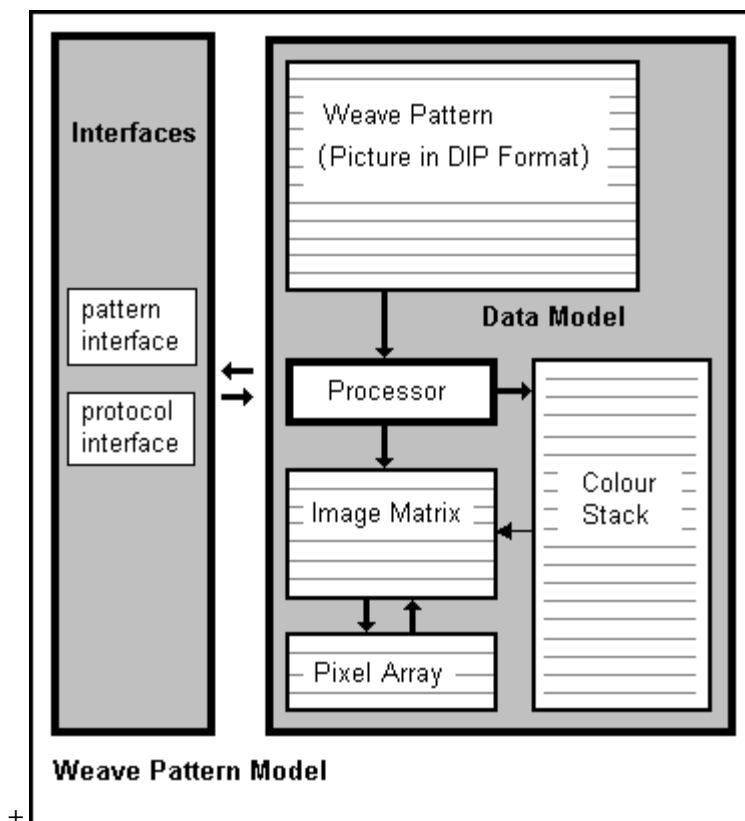 Interfaces
pattern
interface
protocol
interface
Weave Pattern
(Picture in DIP Format)
Data Model
Processor
Image Matrix
Colour
Stack
Pixel Array
Weave Pattern Model
+